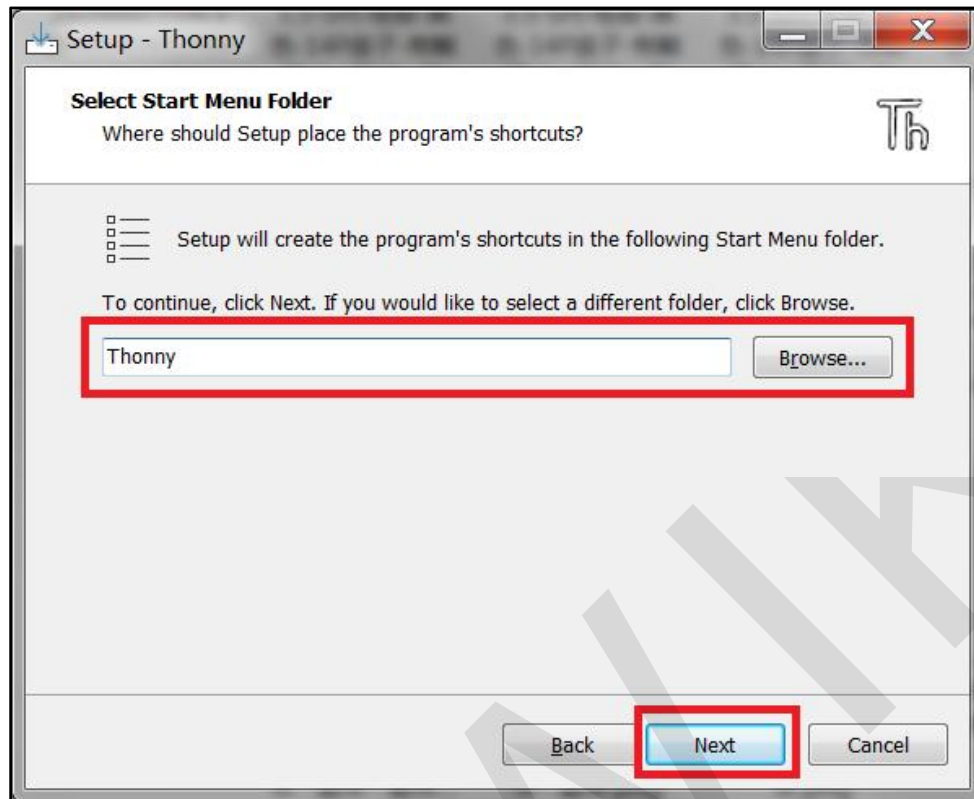 Setup - Thonny
Select Start Menu Folder
Where should Setup place the program's shortcuts?
Th
Setup will create the program's shortcuts in the following Start Menu folder.
To continue, click Next. If you would like to select a different folder, click Browse.
Thonny
Browse...
Back
Next
Cancel